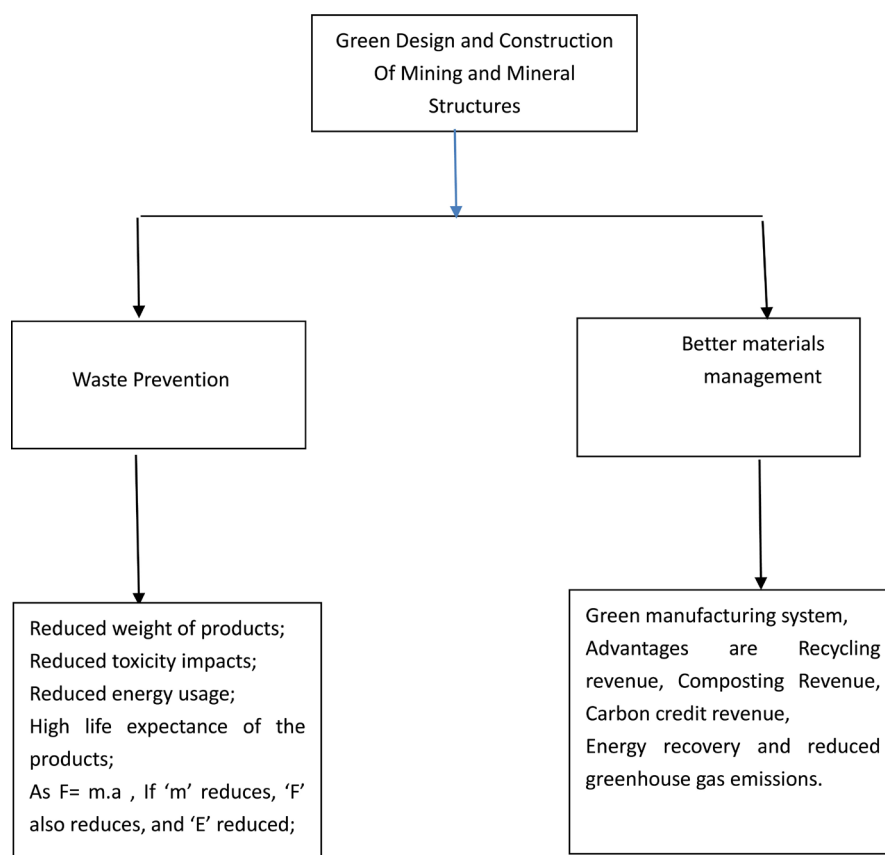 Green Design and Construction
Of Mining and Mineral
Structures
Waste Prevention
Better materials
management
Reduced weight of products;
Reduced toxicity impacts;
Reduced energy usage;
High life expectance of the
products;
As F= m.a , If ‘m’ reduces, ‘F’
also reduces, and ‘E’ reduced;
Green manufacturing system,
Advantages are Recycling
revenue, Composting Revenue,
Carbon credit revenue,
Energy recovery and reduced
greenhouse gas emissions.